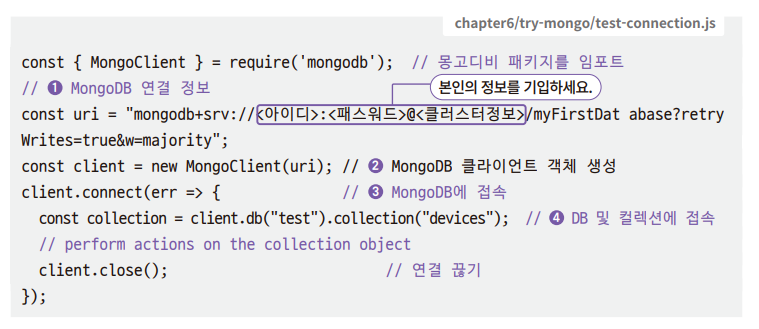 chapter6/try-mongo/test-connection.js
const { MongoClient } = require('mongodb');  // 몽고디비 패키지를 임포트
// ❶ MongoDB 연결 정보
본인의 정보를 기입하세요.
const uri = "mongodb+srv://<아이디>:<패스워드>@<클러스터정보>/myFirstDat abase?retry
Writes=true&w=majority";
const client = new MongoClient(uri); // ❷ MongoDB 클라이언트 객체 생성
client.connect(err => {              // ❸ MongoDB에 접속
  const collection = client.db("test").collection("devices");  // ❹ DB 및 컬렉션에 접속
  // perform actions on the collection object
  client.close();                         // 연결 끊기
});